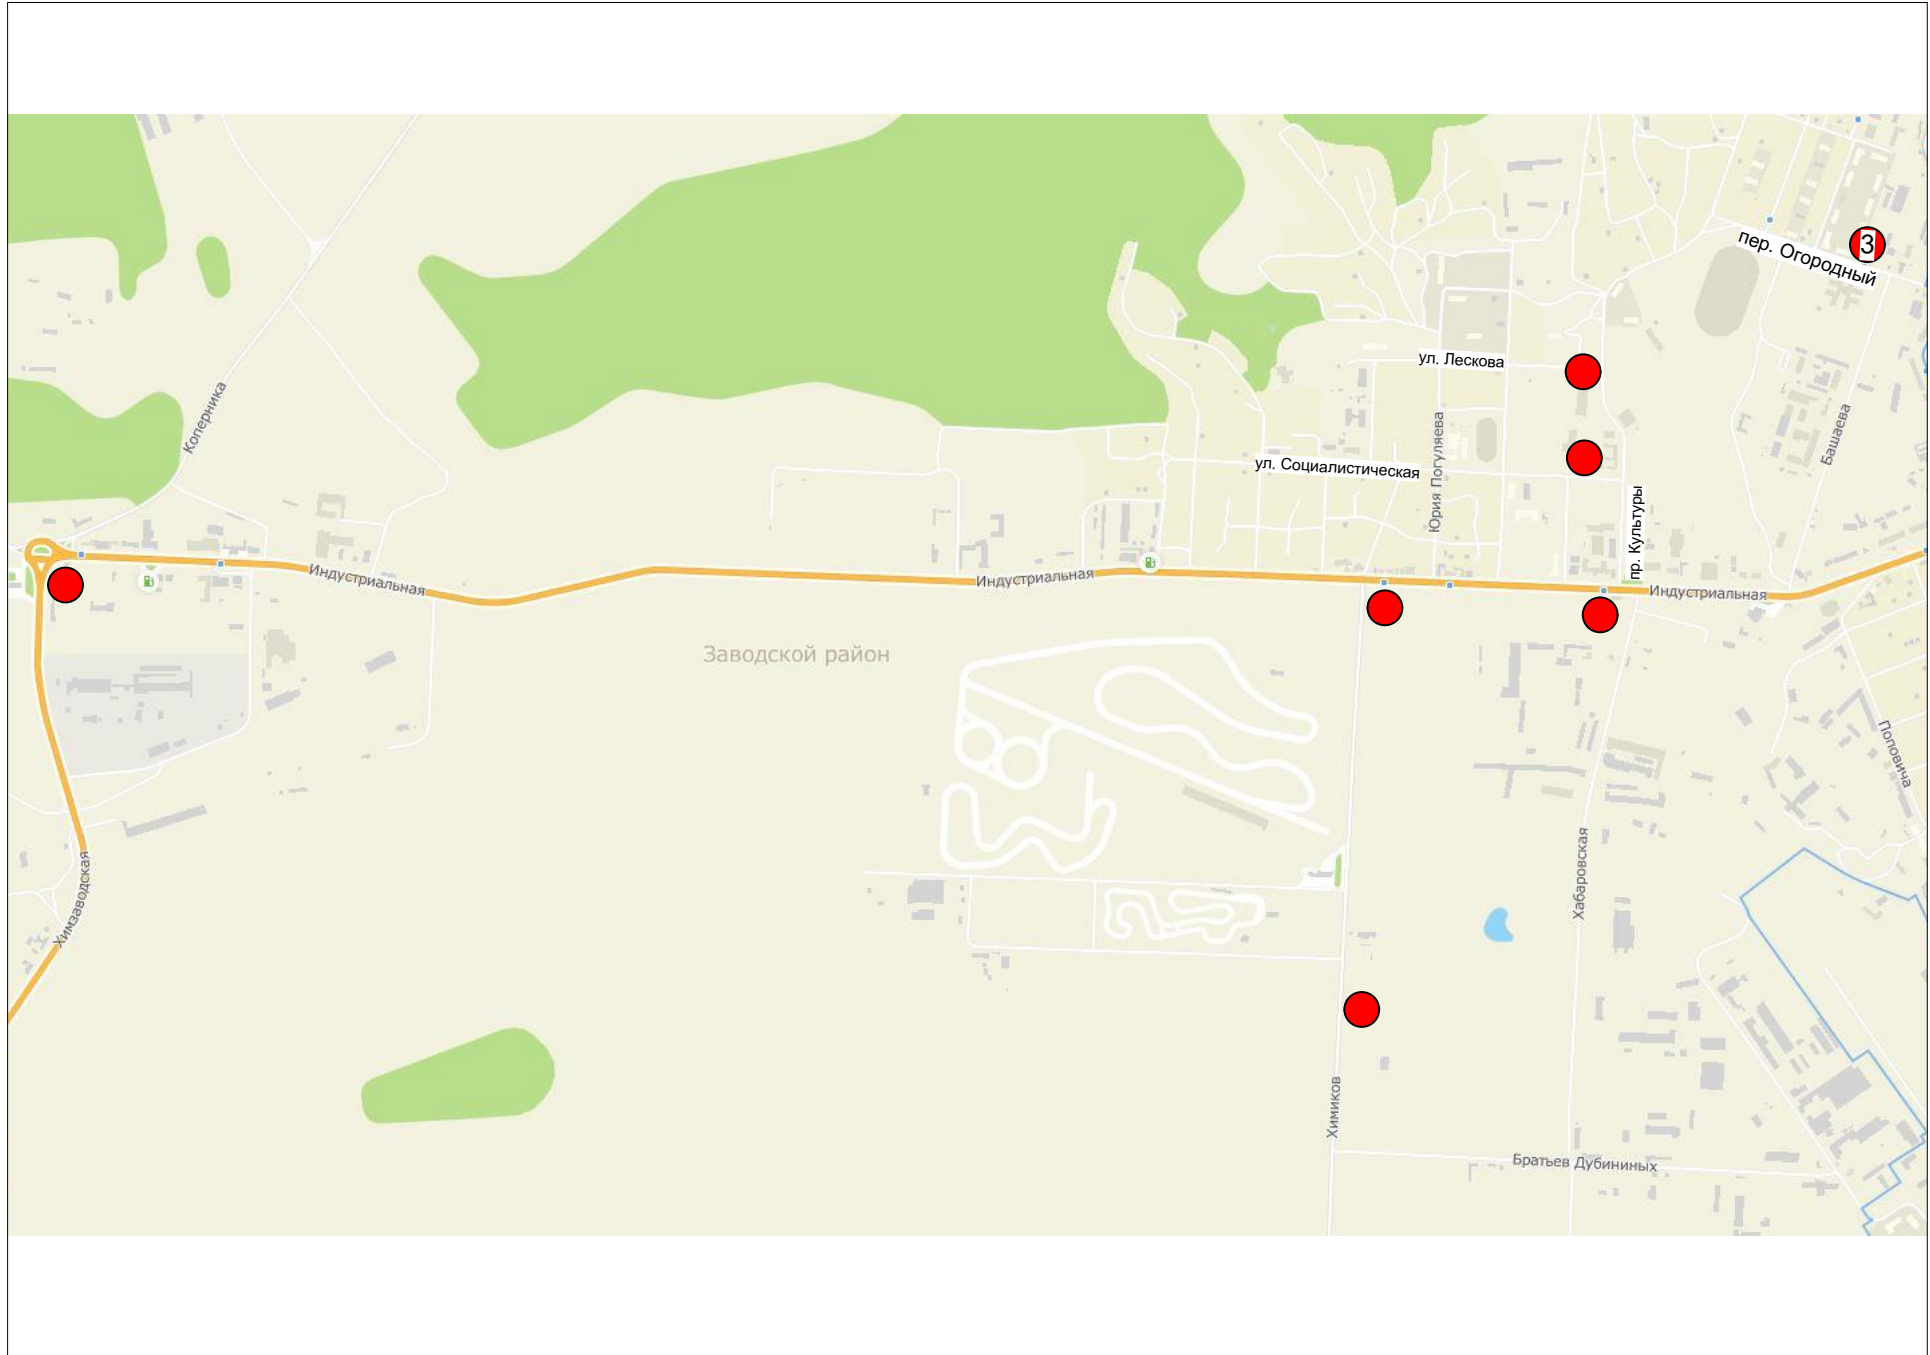 пер. Огородный
3
ул. Лескова
Коперника
Юрия Погуляева
Башаева
ул. Социалистическая
пр. Культуры
Индустриальная
Индустриальная
Индустриальная
Заводской район
Поповича
Химзаводская
Хабаровская
Химиков
Братьев Дубининых